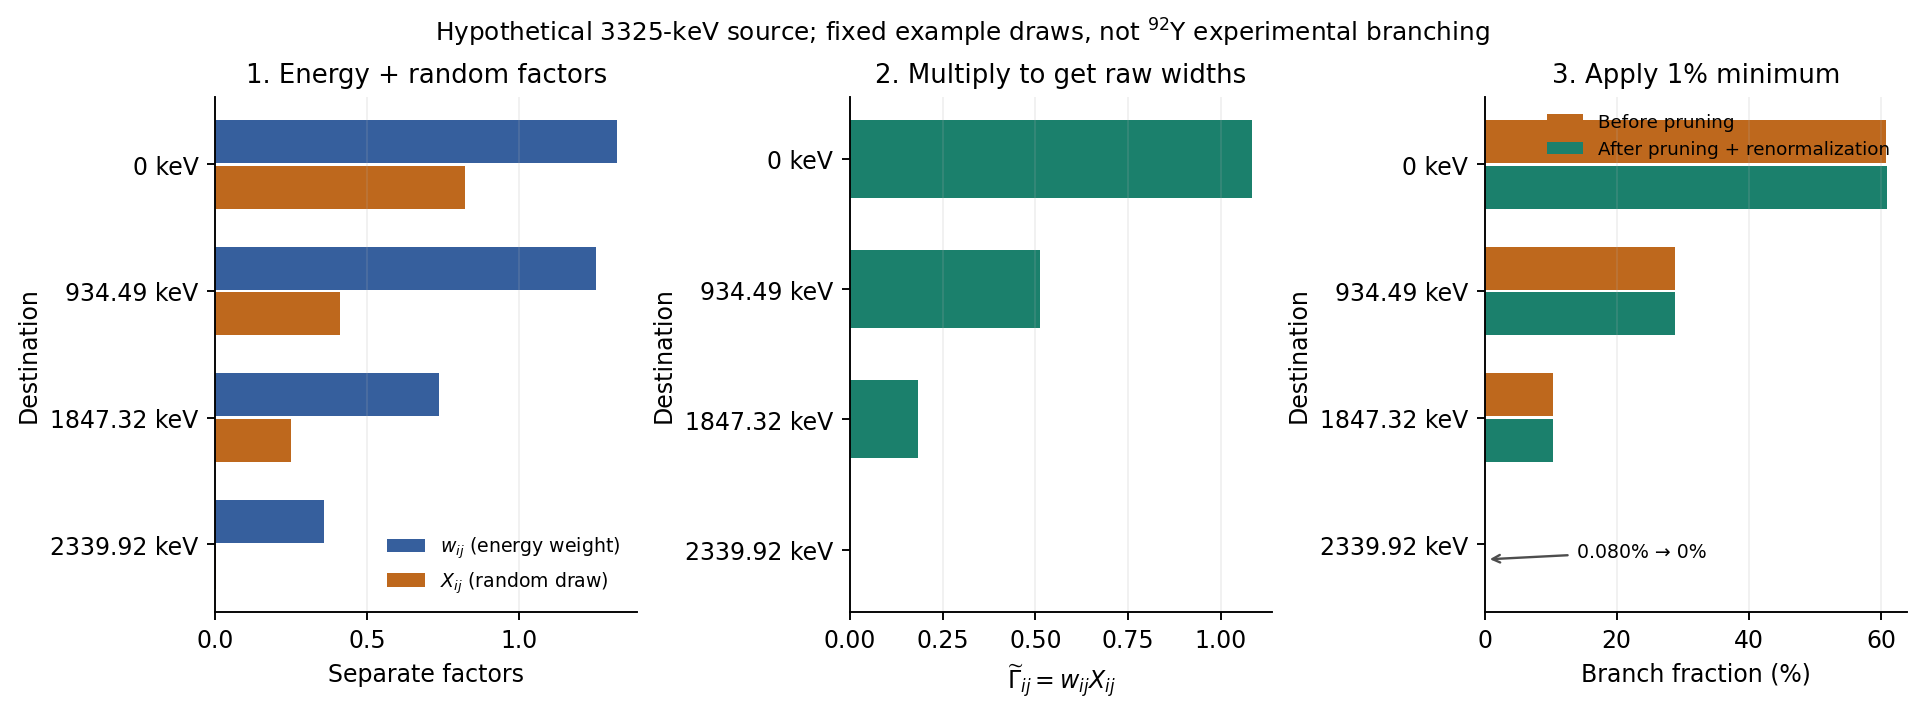 Hypothetical 3325-keV source; fixed example draws, not ⁹²Y experimental branching
1. Energy + random factors
0 keV
934.49 keV
1847.32 keV
2339.92 keV
Destination
wᵢⱼ (energy weight)
Xᵢⱼ (random draw)
0.0 0.5 1.0
Separate factors
2. Multiply to get raw widths
0 keV
934.49 keV
1847.32 keV
2339.92 keV
Destination
0.00 0.25 0.50 0.75 1.00
Γ̃ᵢⱼ = wᵢⱼXᵢⱼ
3. Apply 1% minimum
Before pruning
After pruning + renormalization
0 keV
934.49 keV
1847.32 keV
2339.92 keV
Destination
0.080% → 0%
0 20 40 60
Branch fraction (%)